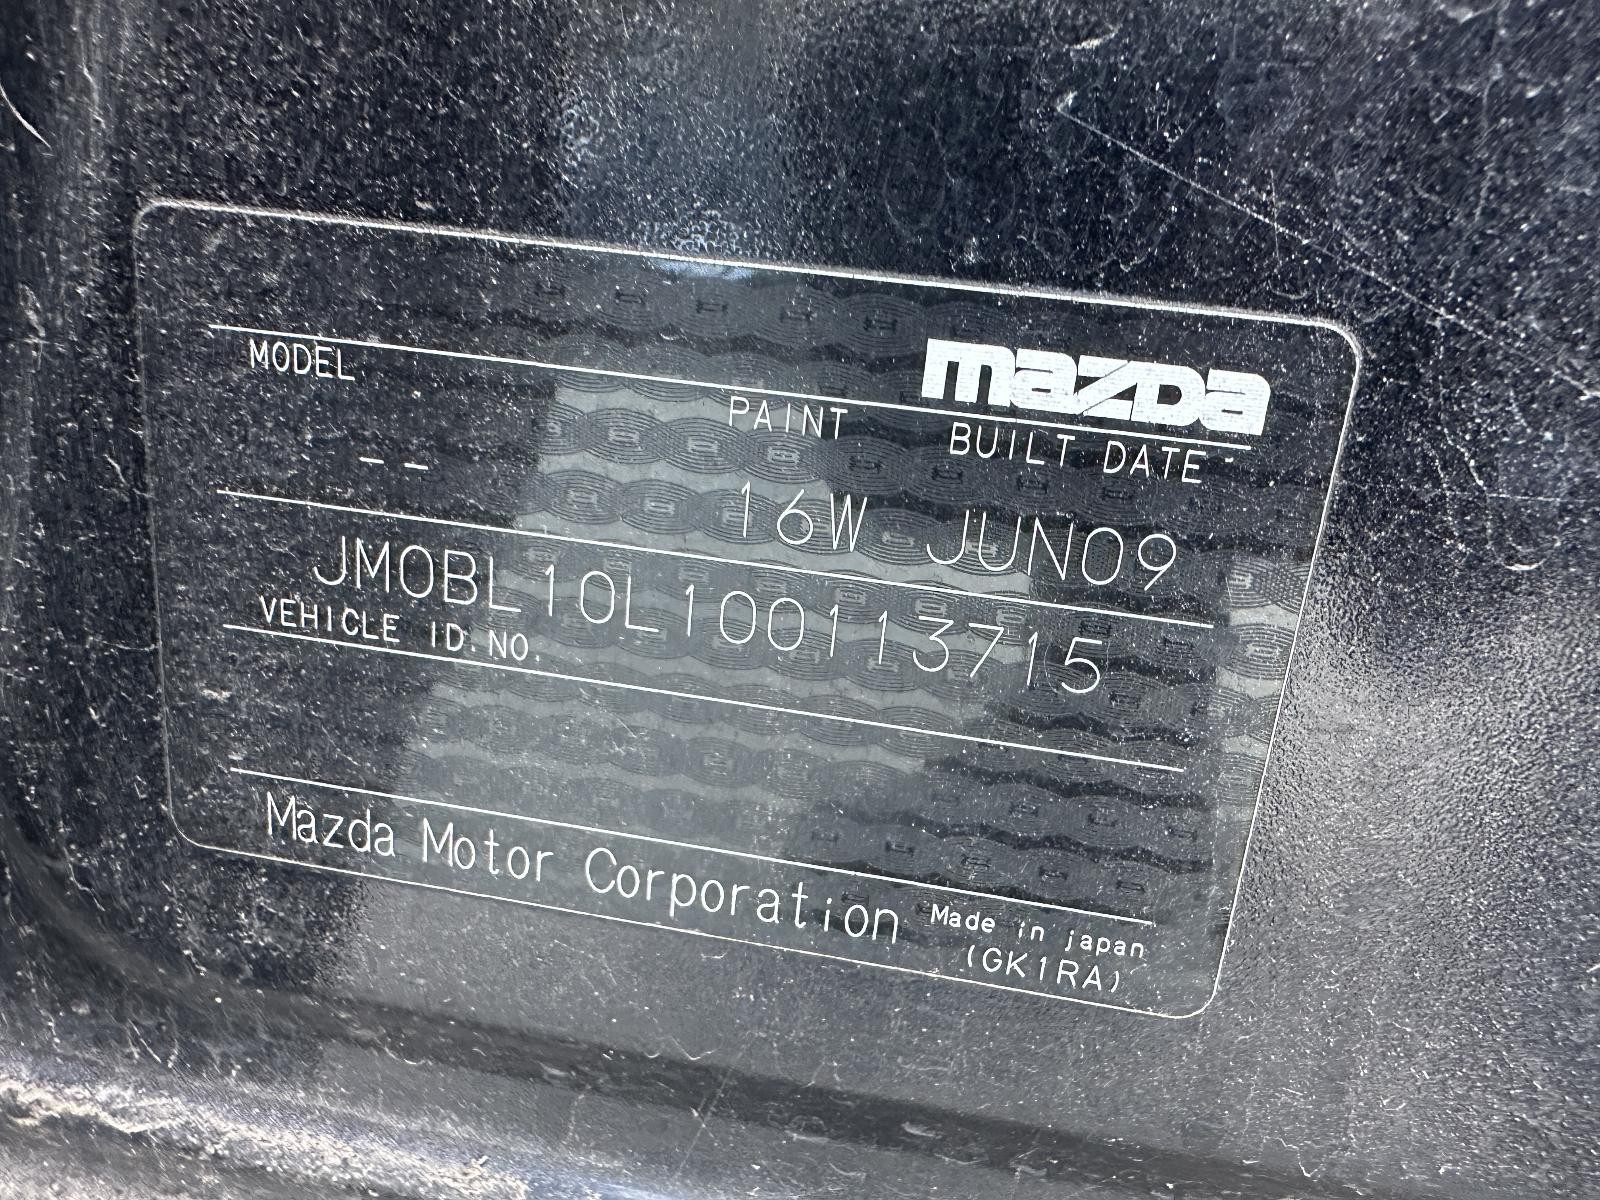 mazda
MODEL PAINT BUILT DATE
-- 16W JUN09
JM0BL10L100113715
VEHICLE ID. NO.
Mazda Motor Corporation Made in japan
(GK1RA)